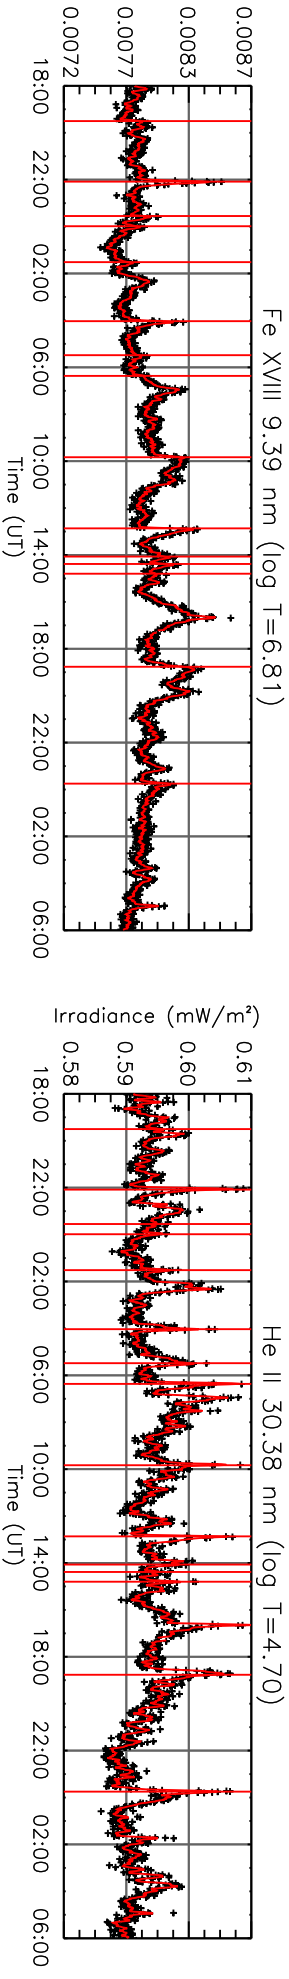 Fe XVIII 9.39 nm (log T=6.81)
0.0087
0.0083
0.0077
0.0072
18:00 22:00 02:00 06:00 10:00 14:00 18:00 22:00 02:00 06:00
Time (UT)
He II 30.38 nm (log T=4.70)
Irradiance (mW/m²)
0.61
0.60
0.59
0.58
18:00 22:00 02:00 06:00 10:00 14:00 18:00 22:00 02:00 06:00
Time (UT)